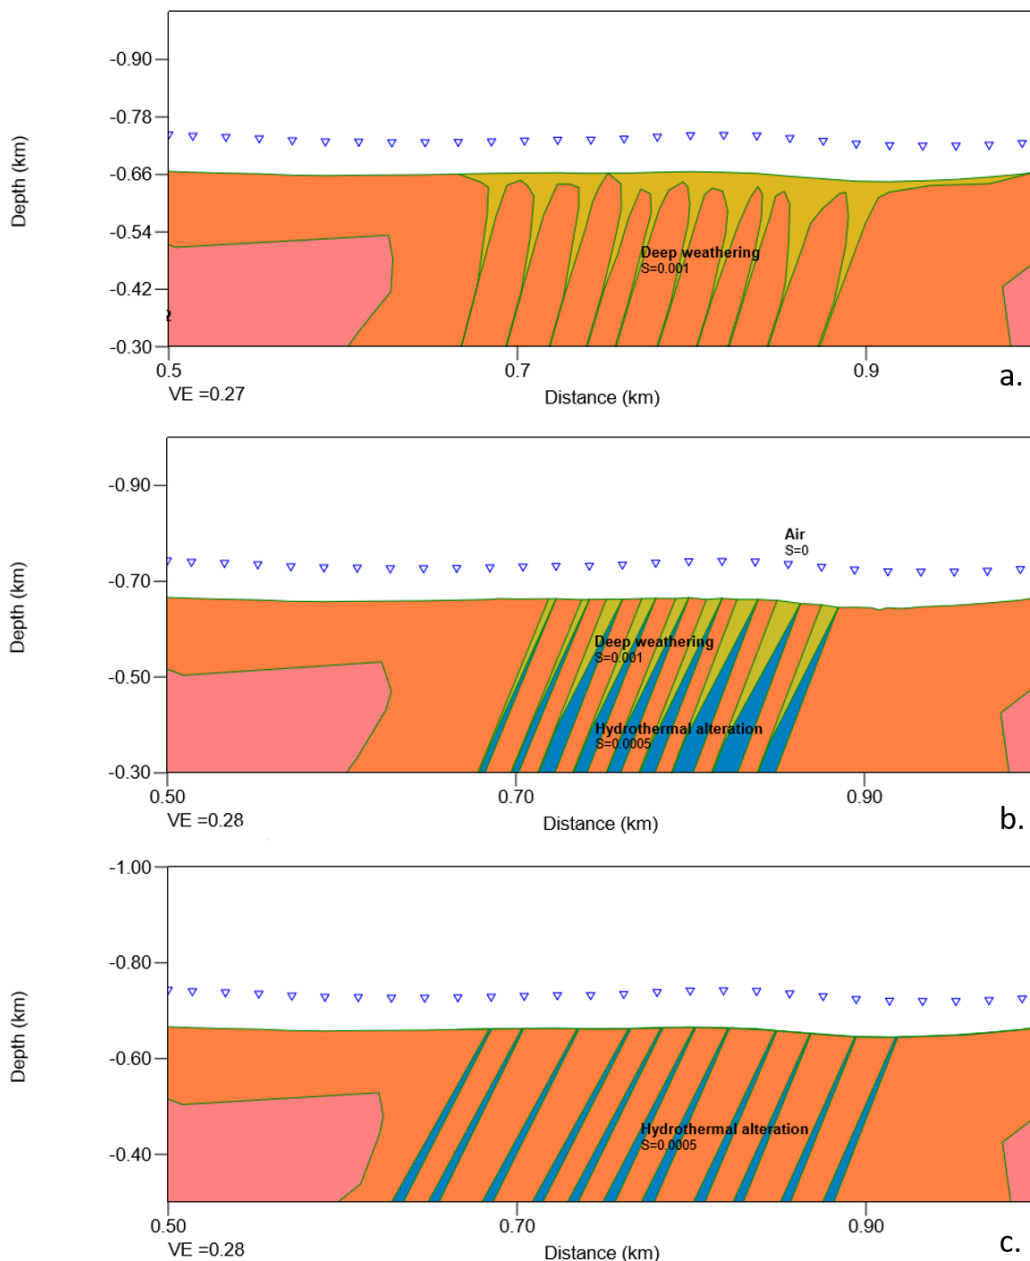 -0.90
-0.78
-0.66
-0.54
-0.42
-0.30
Depth (km)
Deep weathering
S=0.001
0.5
0.7
0.9
VE =0.27
Distance (km)
a.
-0.90
-0.70
-0.50
-0.30
Depth (km)
Air
S=0
Deep weathering
S=0.001
Hydrothermal alteration
S=0.0005
0.50
0.70
0.90
VE =0.28
Distance (km)
b.
-1.00
-0.80
-0.60
-0.40
Depth (km)
Hydrothermal alteration
S=0.0005
0.50
0.70
0.90
VE =0.28
Distance (km)
c.